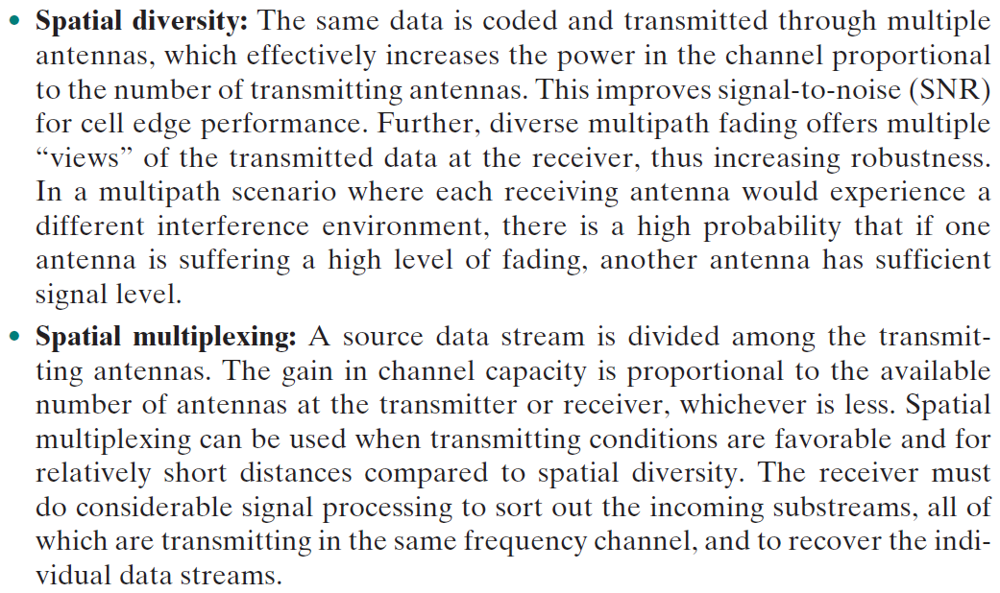 • Spatial diversity: The same data is coded and transmitted through multiple
antennas, which effectively increases the power in the channel proportional
to the number of transmitting antennas. This improves signal-to-noise (SNR)
for cell edge performance. Further, diverse multipath fading offers multiple
“views” of the transmitted data at the receiver, thus increasing robustness.
In a multipath scenario where each receiving antenna would experience a
different interference environment, there is a high probability that if one
antenna is suffering a high level of fading, another antenna has sufficient
signal level.
• Spatial multiplexing: A source data stream is divided among the transmit-
ting antennas. The gain in channel capacity is proportional to the available
number of antennas at the transmitter or receiver, whichever is less. Spatial
multiplexing can be used when transmitting conditions are favorable and for
relatively short distances compared to spatial diversity. The receiver must
do considerable signal processing to sort out the incoming substreams, all of
which are transmitting in the same frequency channel, and to recover the indi-
vidual data streams.